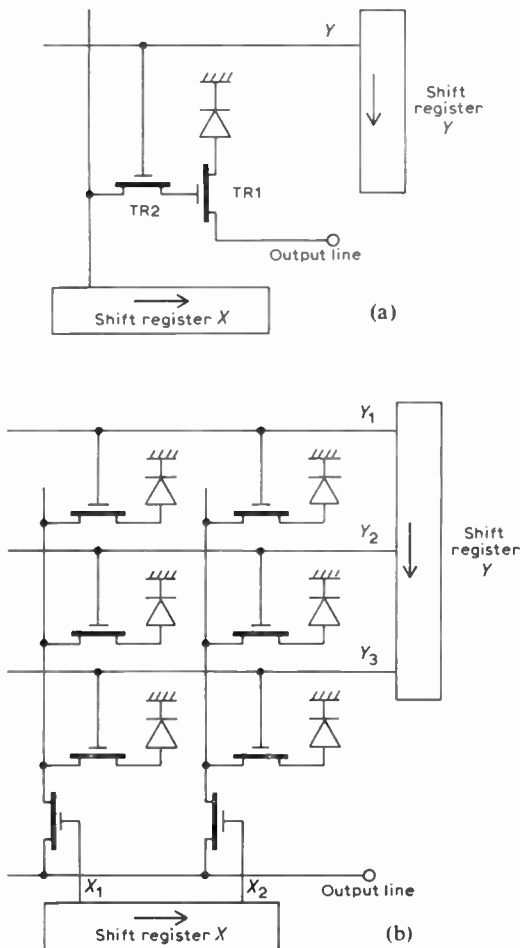 Y
Shift
register
Y
TR2
TR1
Output line
Shift register X
(a)
Y1
Y2
Shift
register
Y
Y3
X1
X2
Output line
Shift register X
(b)